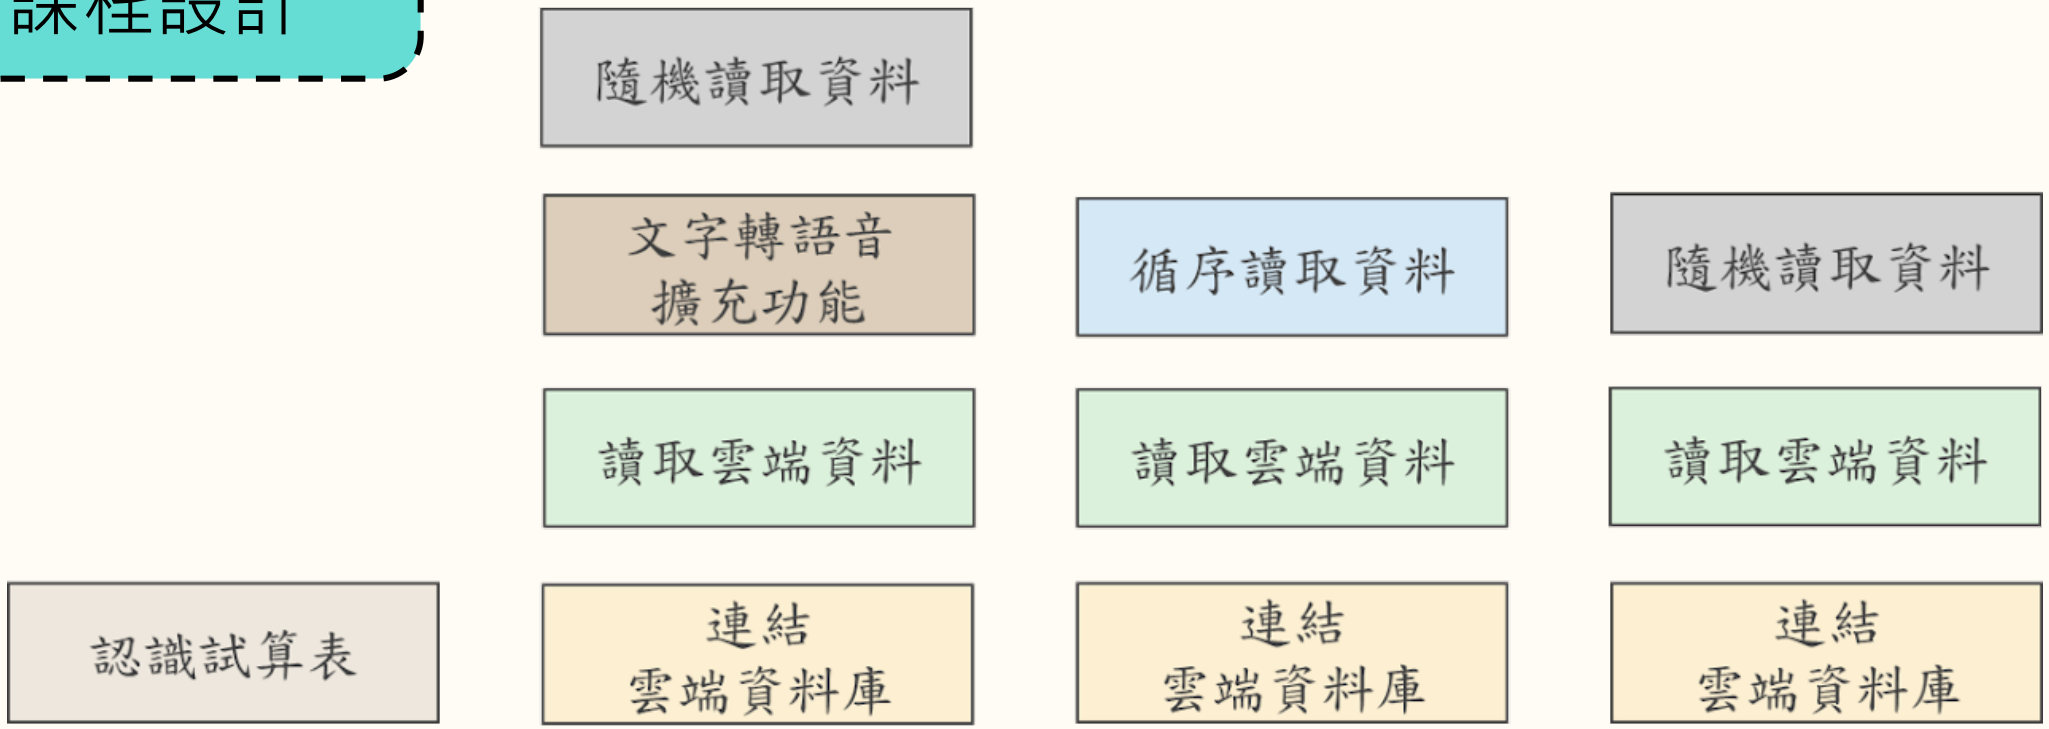 課程設計
隨機讀取資料
文字轉語音
擴充功能
循序讀取資料
隨機讀取資料
讀取雲端資料
讀取雲端資料
讀取雲端資料
認識試算表
連結
雲端資料庫
連結
雲端資料庫
連結
雲端資料庫